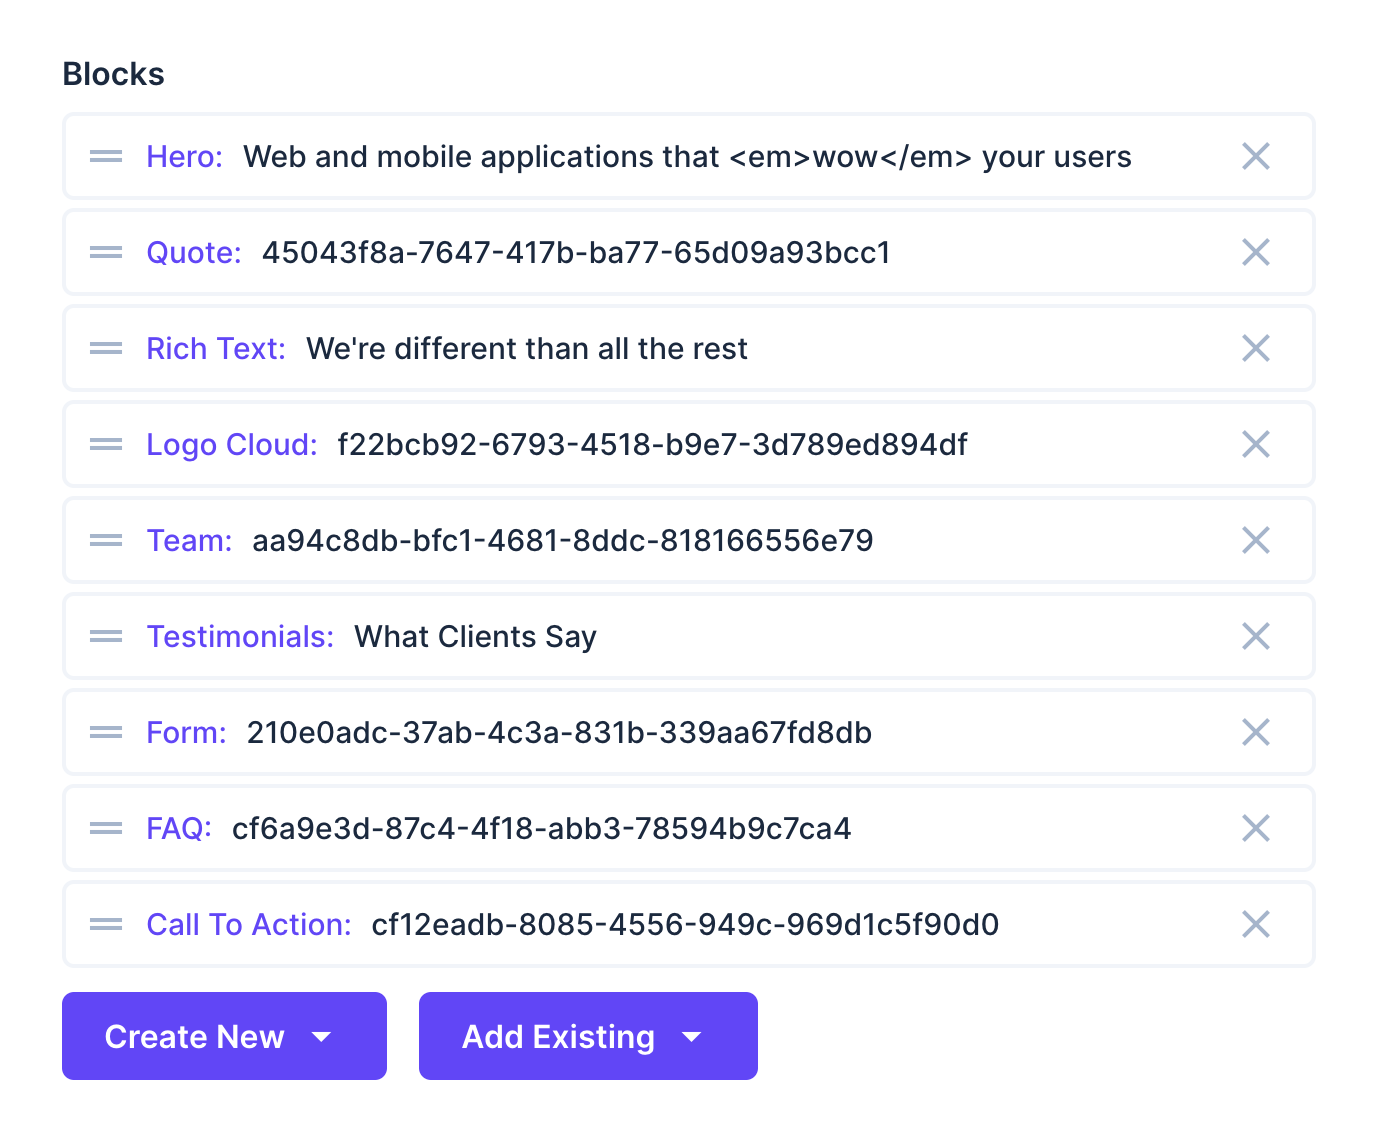 Blocks
Hero: Web and mobile applications that <em>wow</em> your users
Quote: 45043f8a-7647-417b-ba77-65d09a93bcc1
Rich Text: We're different than all the rest
Logo Cloud: f22bcb92-6793-4518-b9e7-3d789ed894df
Team: aa94c8db-bfc1-4681-8ddc-818166556e79
Testimonials: What Clients Say
Form: 210e0adc-37ab-4c3a-831b-339aa67fd8db
FAQ: cf6a9e3d-87c4-4f18-abb3-78594b9c7ca4
Call To Action: cf12eadb-8085-4556-949c-969d1c5f90d0
Create New
Add Existing